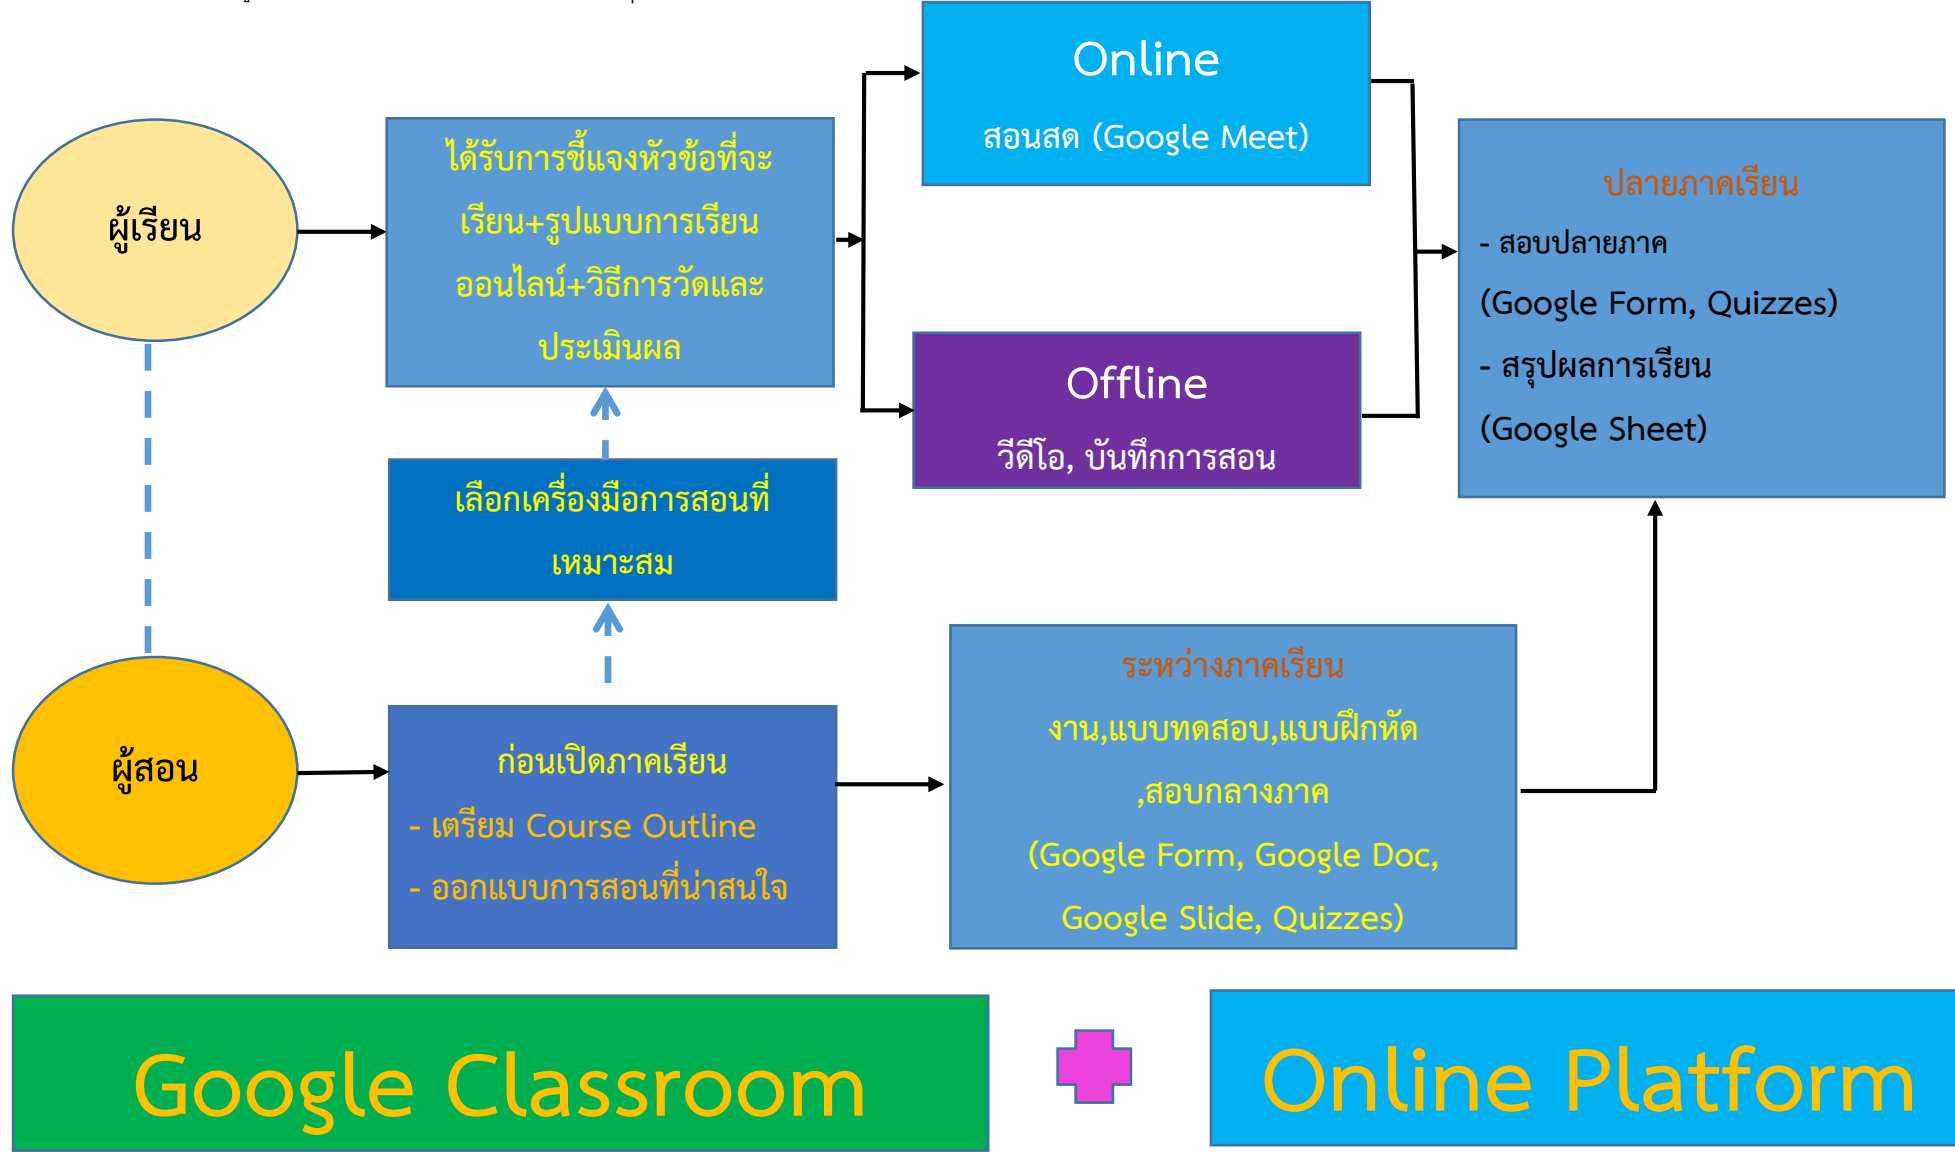 Online
สอนสด (Google Meet)
ผู้เรียน
ได้รับการชี้แจงหัวข้อที่จะ
เรียน+รูปแบบการเรียน
ออนไลน์+วิธีการวัดและ
ประเมินผล
Offline
วีดีโอ, บันทึกการสอน
ปลายภาคเรียน
- สอบปลายภาค
(Google Form, Quizzes)
- สรุปผลการเรียน
(Google Sheet)
เลือกเครื่องมือการสอนที่
เหมาะสม
ผู้สอน
ก่อนเปิดภาคเรียน
- เตรียม Course Outline
- ออกแบบการสอนที่น่าสนใจ
ระหว่างภาคเรียน
งาน,แบบทดสอบ,แบบฝึกหัด
,สอบกลางภาค
(Google Form, Google Doc,
Google Slide, Quizzes)
Google Classroom
Online Platform